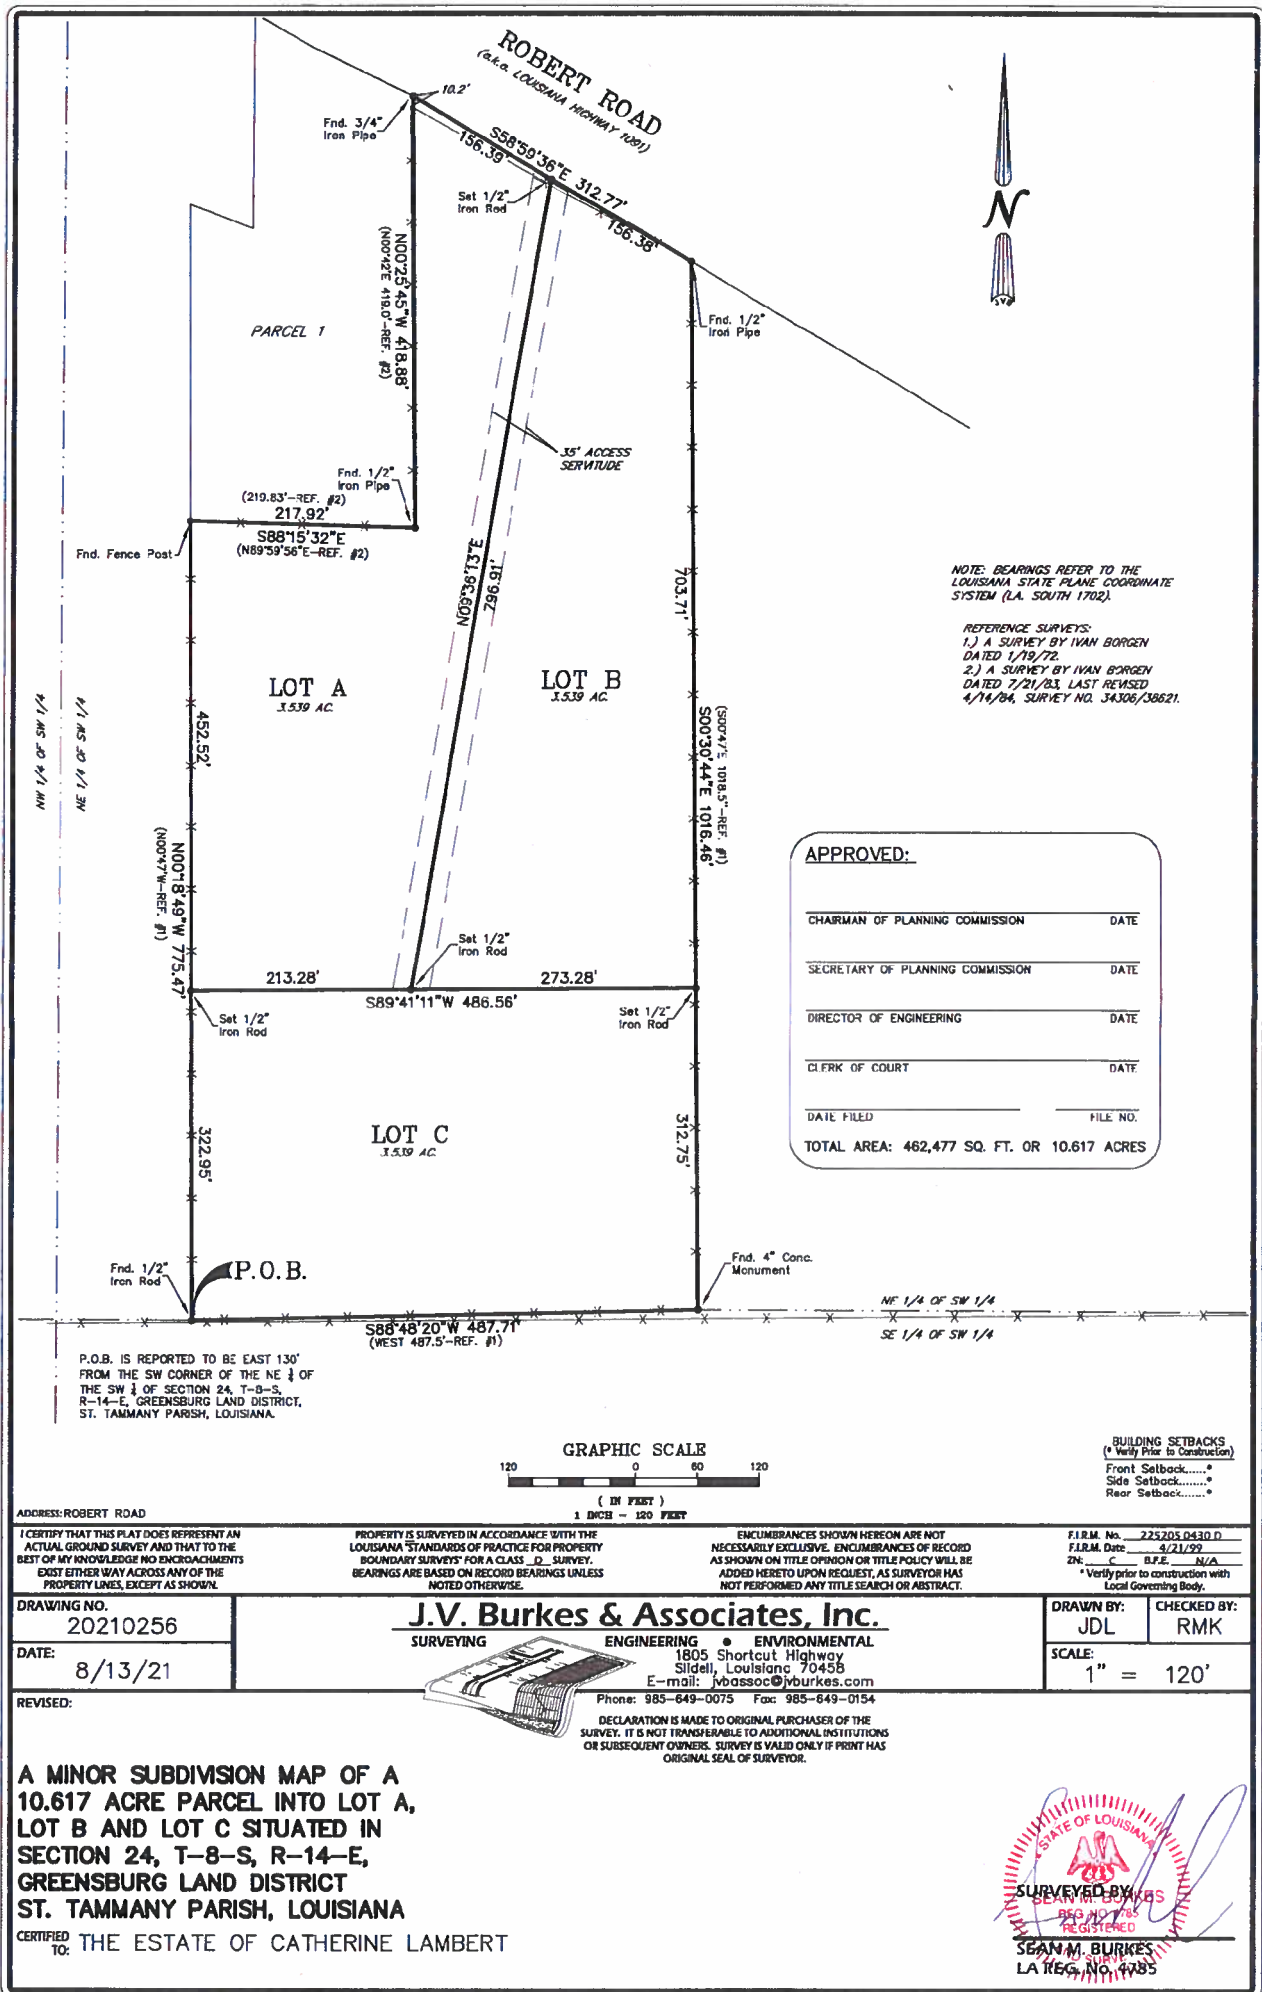 ROBERT ROAD
(a.k.a. LOUISIANA HIGHWAY 1091)
10.2'
Fnd. 3/4"
Iron Pipe
S58°59'36"E 312.77'
156.39'
156.38'
Set 1/2"
Iron Rod
N
N00°25'45"W 418.88'
(N00°42'E 419.0'-REF. #2)
PARCEL 1
Fnd. 1/2"
Iron Pipe
35' ACCESS
SERVITUDE
Fnd. 1/2"
Iron Pipe
(219.83'-REF. #2)
217.92'
S88°15'32"E
(N89°59'56"E-REF. #2)
Fnd. Fence Post
N09°36'13"E
796.91'
703.71'
NOTE: BEARINGS REFER TO THE
LOUISIANA STATE PLANE COORDINATE
SYSTEM (LA. SOUTH 1702).
REFERENCE SURVEYS:
1.) A SURVEY BY IVAN BORGEN
DATED 1/19/72.
2.) A SURVEY BY IVAN BORGEN
DATED 7/21/83, LAST REVISED
4/14/84, SURVEY NO. 34306/38621.
LOT A
3.539 AC.
LOT B
3.539 AC.
NW 1/4 OF SW 1/4
NE 1/4 OF SW 1/4
452.52'
(S00°47'E 1018.5'-REF. #1)
S00°30'44"E 1016.46'
N00°18'49"W 775.47'
(N00°47'W-REF. #1)
APPROVED:
CHAIRMAN OF PLANNING COMMISSION DATE
SECRETARY OF PLANNING COMMISSION DATE
DIRECTOR OF ENGINEERING DATE
CLERK OF COURT DATE
DATE FILED FILE NO.
TOTAL AREA: 462,477 SQ. FT. OR 10.617 ACRES
Set 1/2"
Iron Rod
213.28'
273.28'
S89°41'11"W 486.56'
Set 1/2"
Iron Rod
Set 1/2"
Iron Rod
LOT C
3.539 AC.
322.95'
312.75'
Fnd. 1/2"
Iron Rod
P.O.B.
Fnd. 4" Conc.
Monument
NE 1/4 OF SW 1/4
SE 1/4 OF SW 1/4
S88°48'20"W 487.71'
(WEST 487.5'-REF. #1)
P.O.B. IS REPORTED TO BE EAST 130'
FROM THE SW CORNER OF THE NE ¼ OF
THE SW ¼ OF SECTION 24, T-8-S,
R-14-E, GREENSBURG LAND DISTRICT,
ST. TAMMANY PARISH, LOUISIANA.
GRAPHIC SCALE
120 0 60 120
( IN FEET )
1 INCH = 120 FEET
BUILDING SETBACKS
(* Verify Prior to Construction)
Front Setback......*
Side Setback.......*
Rear Setback......*
ADDRESS: ROBERT ROAD
I CERTIFY THAT THIS PLAT DOES REPRESENT AN
ACTUAL GROUND SURVEY AND THAT TO THE
BEST OF MY KNOWLEDGE NO ENCROACHMENTS
EXIST EITHER WAY ACROSS ANY OF THE
PROPERTY LINES, EXCEPT AS SHOWN.
PROPERTY IS SURVEYED IN ACCORDANCE WITH THE
LOUISIANA "STANDARDS OF PRACTICE FOR PROPERTY
BOUNDARY SURVEYS" FOR A CLASS D SURVEY.
BEARINGS ARE BASED ON RECORD BEARINGS UNLESS
NOTED OTHERWISE.
ENCUMBRANCES SHOWN HEREON ARE NOT
NECESSARILY EXCLUSIVE. ENCUMBRANCES OF RECORD
AS SHOWN ON TITLE OPINION OR TITLE POLICY WILL BE
ADDED HERETO UPON REQUEST, AS SURVEYOR HAS
NOT PERFORMED ANY TITLE SEARCH OR ABSTRACT.
F.I.R.M. No. 225205 0430 D
F.I.R.M. Date 4/21/99
ZN: C B.F.E. N/A
* Verify prior to construction with
Local Governing Body.
DRAWING NO.
20210256
DATE:
8/13/21
REVISED:
J.V. Burkes & Associates, Inc.
SURVEYING ENGINEERING • ENVIRONMENTAL
1805 Shortcut Highway
Slidell, Louisiana 70458
E-mail: jvbassoc@jvburkes.com
Phone: 985-649-0075 Fax: 985-649-0154
DECLARATION IS MADE TO ORIGINAL PURCHASER OF THE
SURVEY. IT IS NOT TRANSFERABLE TO ADDITIONAL INSTITUTIONS
OR SUBSEQUENT OWNERS. SURVEY IS VALID ONLY IF PRINT HAS
ORIGINAL SEAL OF SURVEYOR.
DRAWN BY:
JDL
CHECKED BY:
RMK
SCALE:
1" = 120'
A MINOR SUBDIVISION MAP OF A
10.617 ACRE PARCEL INTO LOT A,
LOT B AND LOT C SITUATED IN
SECTION 24, T-8-S, R-14-E,
GREENSBURG LAND DISTRICT
ST. TAMMANY PARISH, LOUISIANA
CERTIFIED TO: THE ESTATE OF CATHERINE LAMBERT
STATE OF LOUISIANA
SEAN M. BURKES
REG. NO. 4785
REGISTERED
LAND SURVEYOR
SURVEYED BY:
SEAN M. BURKES
LA REG. No. 4785